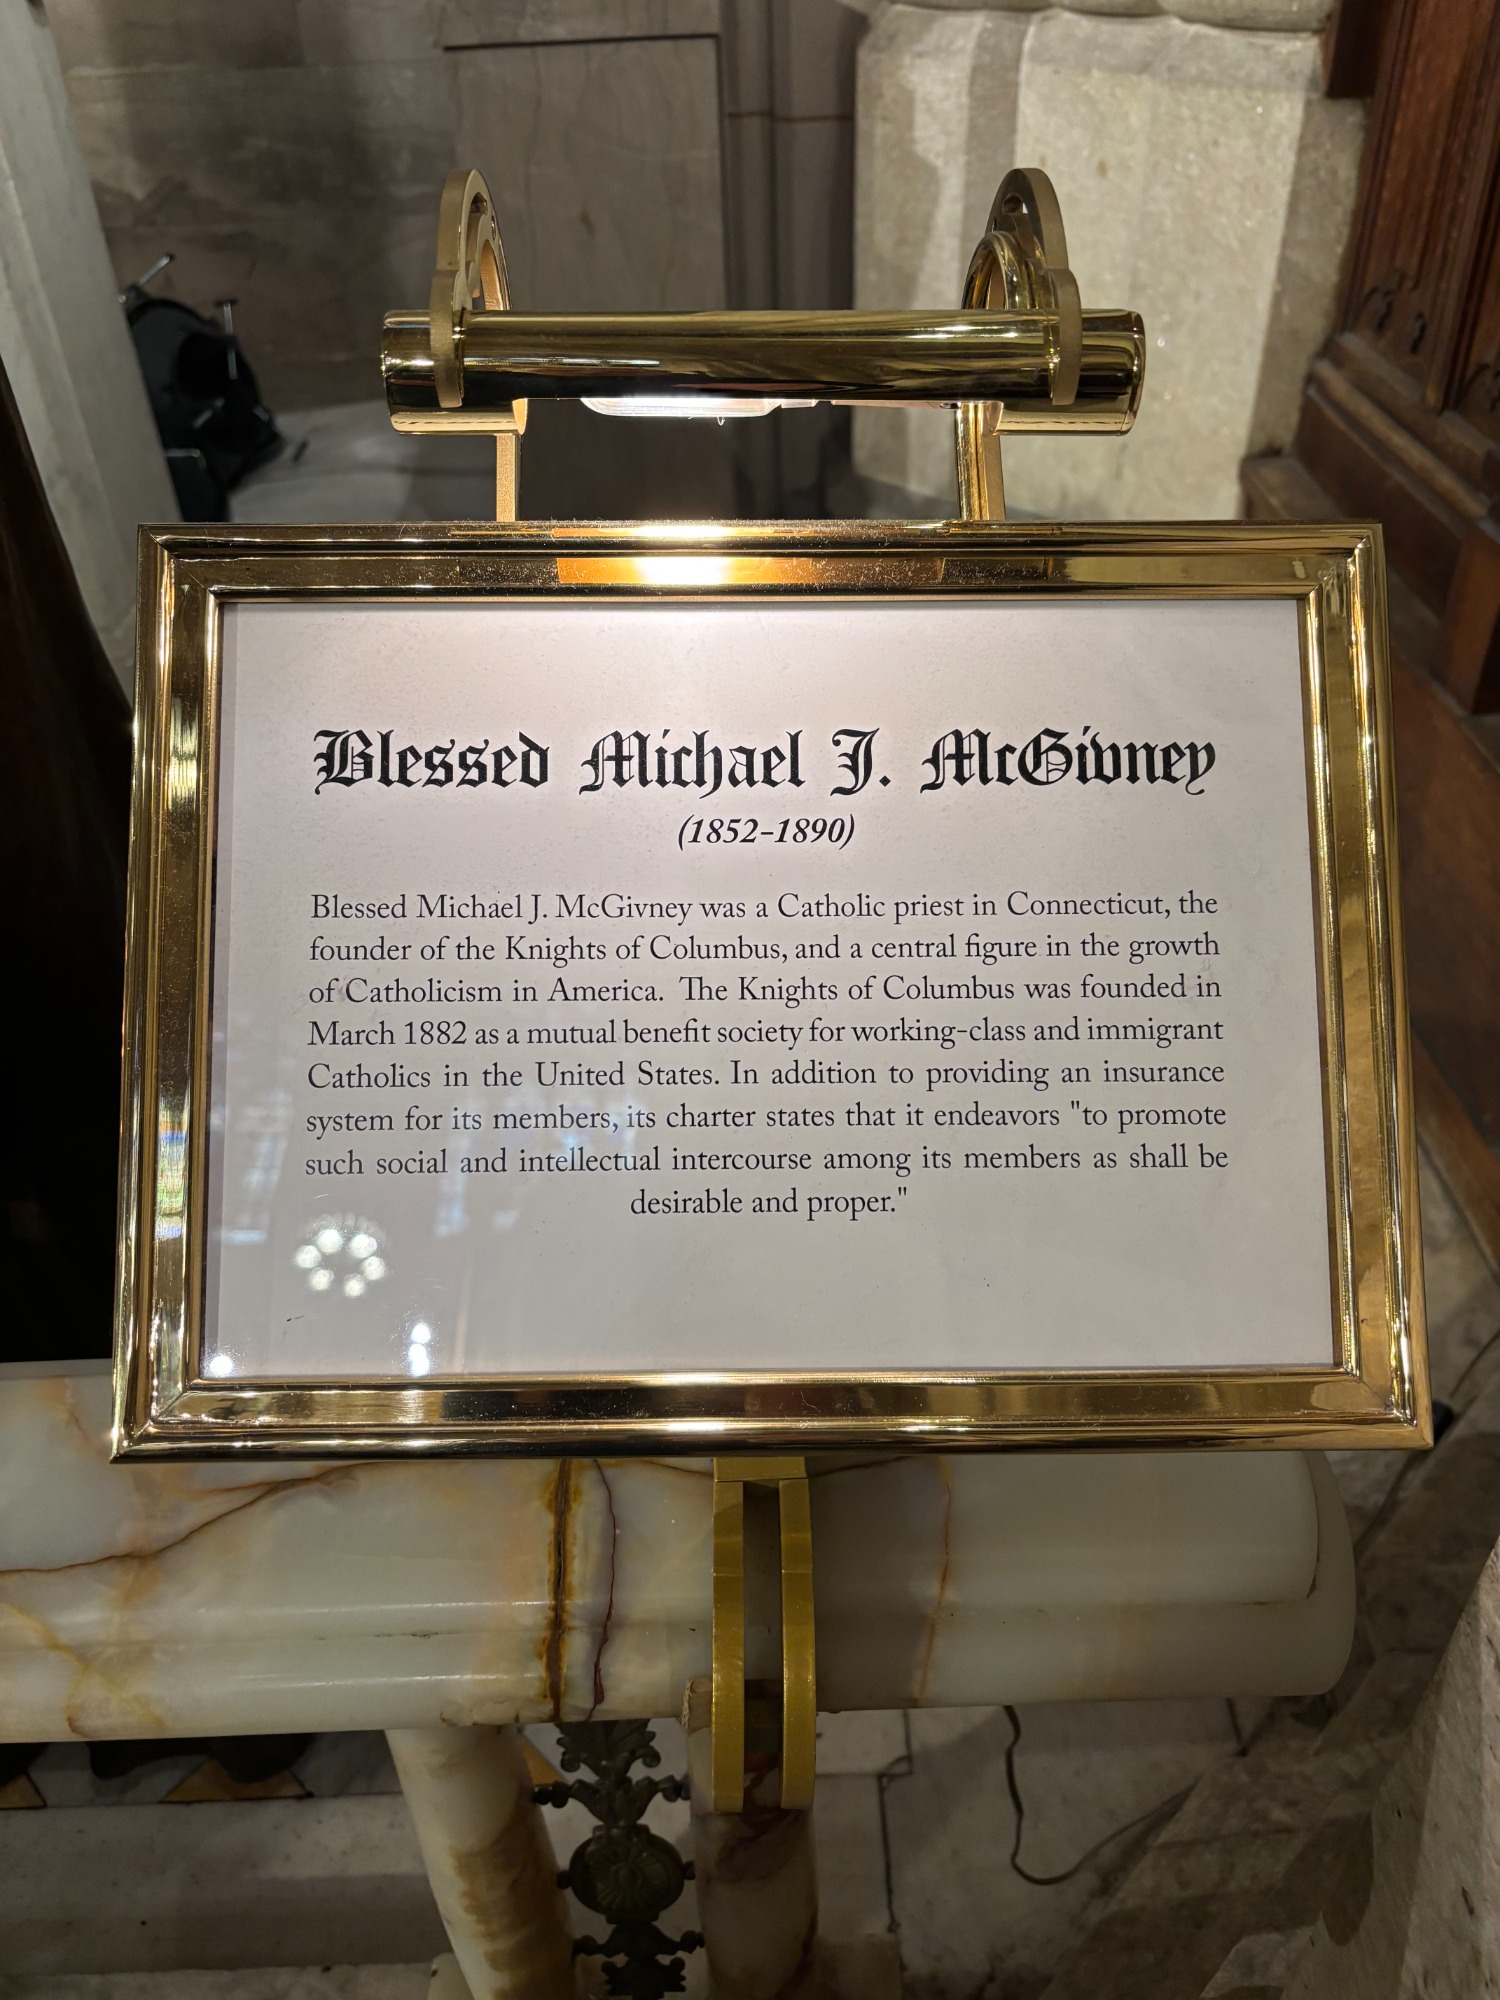 Blessed Michael J. McGivney
(1852–1890)
Blessed Michael J. McGivney was a Catholic priest in Connecticut, the
founder of the Knights of Columbus, and a central figure in the growth
of Catholicism in America. The Knights of Columbus was founded in
March 1882 as a mutual benefit society for working-class and immigrant
Catholics in the United States. In addition to providing an insurance
system for its members, its charter states that it endeavors "to promote
such social and intellectual intercourse among its members as shall be
desirable and proper."